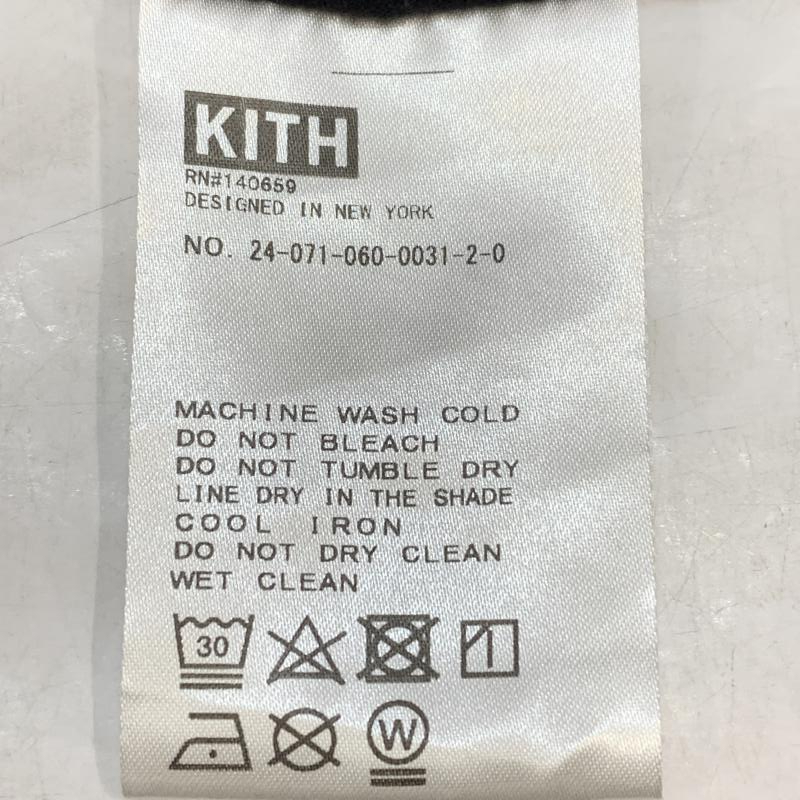 KITH
RN#140659
DESIGNED IN NEW YORK
NO. 24-071-060-0031-2-0
MACHINE WASH COLD
DO NOT BLEACH
DO NOT TUMBLE DRY
LINE DRY IN THE SHADE
COOL IRON
DO NOT DRY CLEAN
WET CLEAN
30
W